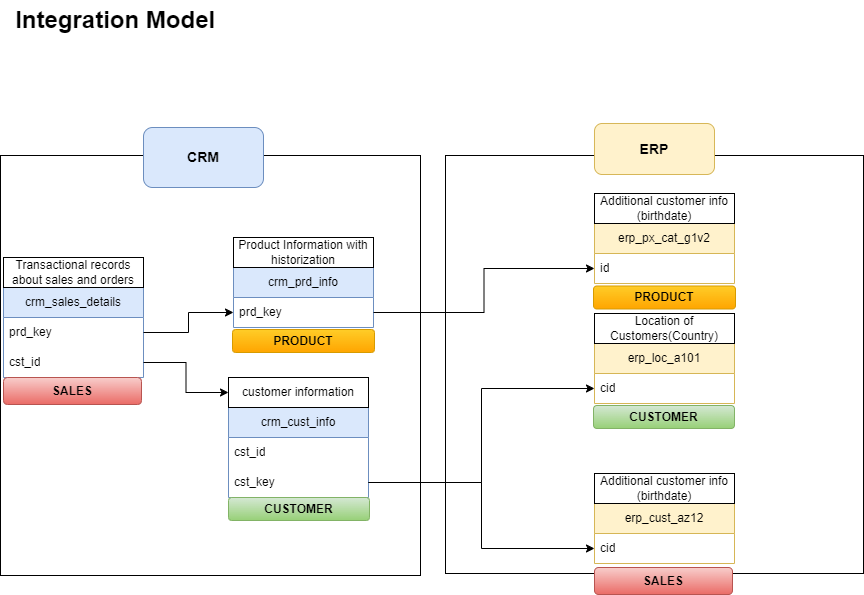 Integration Model
CRM
Transactional records
about sales and orders
crm_sales_details
prd_key
cst_id
SALES
Product Information with
historization
crm_prd_info
prd_key
PRODUCT
customer information
crm_cust_info
cst_id
cst_key
CUSTOMER
ERP
Additional customer info
(birthdate)
erp_px_cat_g1v2
id
PRODUCT
Location of
Customers(Country)
erp_loc_a101
cid
CUSTOMER
Additional customer info
(birthdate)
erp_cust_az12
cid
SALES